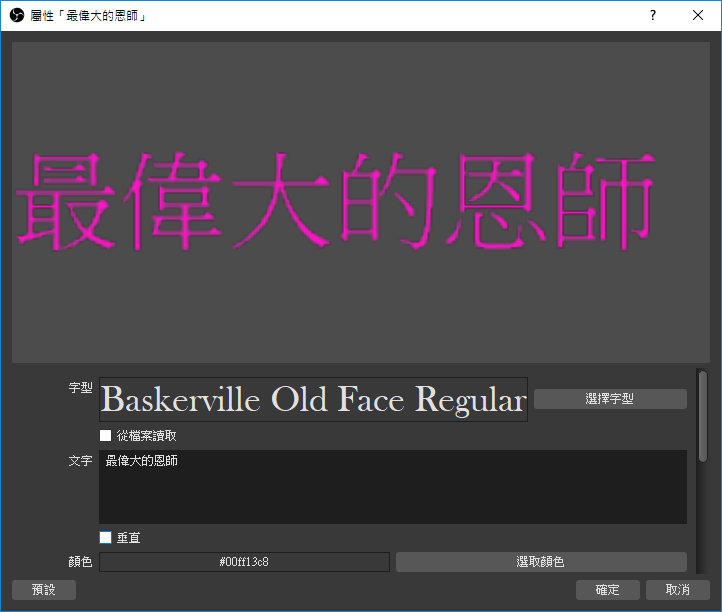 屬性「最偉大的恩師」
?
最偉大的恩師
字型
Baskerville Old Face Regular
選擇字型
從檔案讀取
文字
最偉大的恩師
垂直
顏色
#00ff13c8
選取顏色
預設
確定
取消